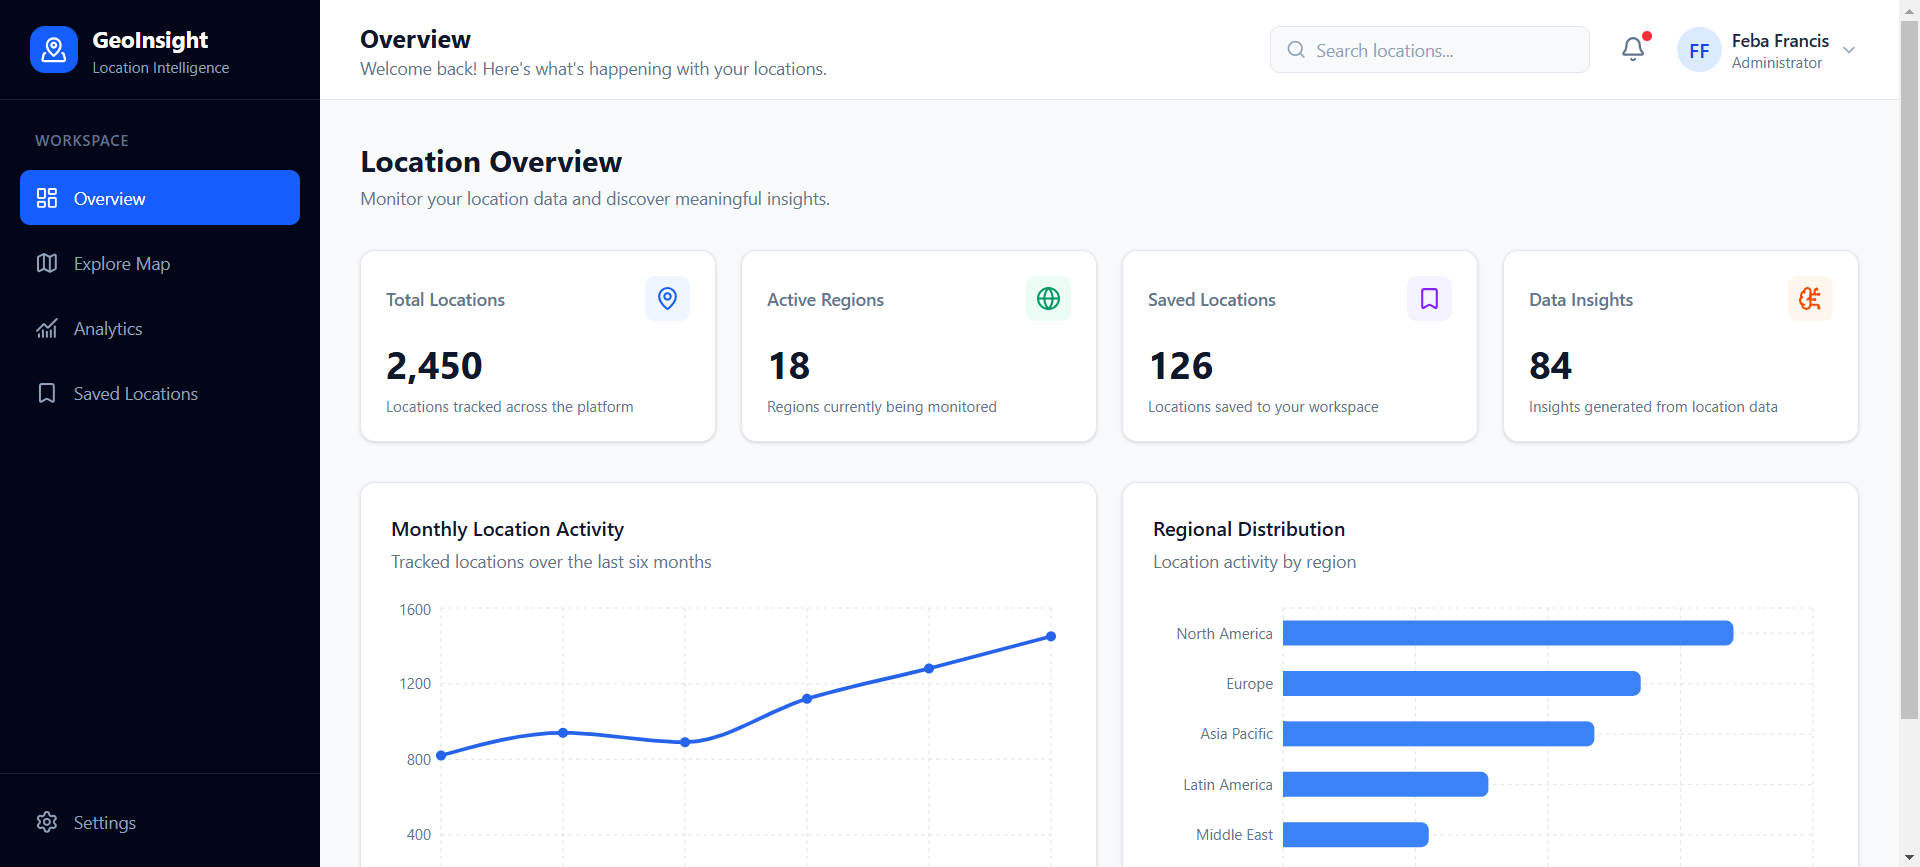 GeoInsight
Location Intelligence
WORKSPACE
Overview
Explore Map
Analytics
Saved Locations
Settings
Overview
Welcome back! Here's what's happening with your locations.
Search locations...
FF
Feba Francis
Administrator
Location Overview
Monitor your location data and discover meaningful insights.
Total Locations
2,450
Locations tracked across the platform
Active Regions
18
Regions currently being monitored
Saved Locations
126
Locations saved to your workspace
Data Insights
84
Insights generated from location data
Monthly Location Activity
Tracked locations over the last six months
1600
1200
800
400
Regional Distribution
Location activity by region
North America
Europe
Asia Pacific
Latin America
Middle East